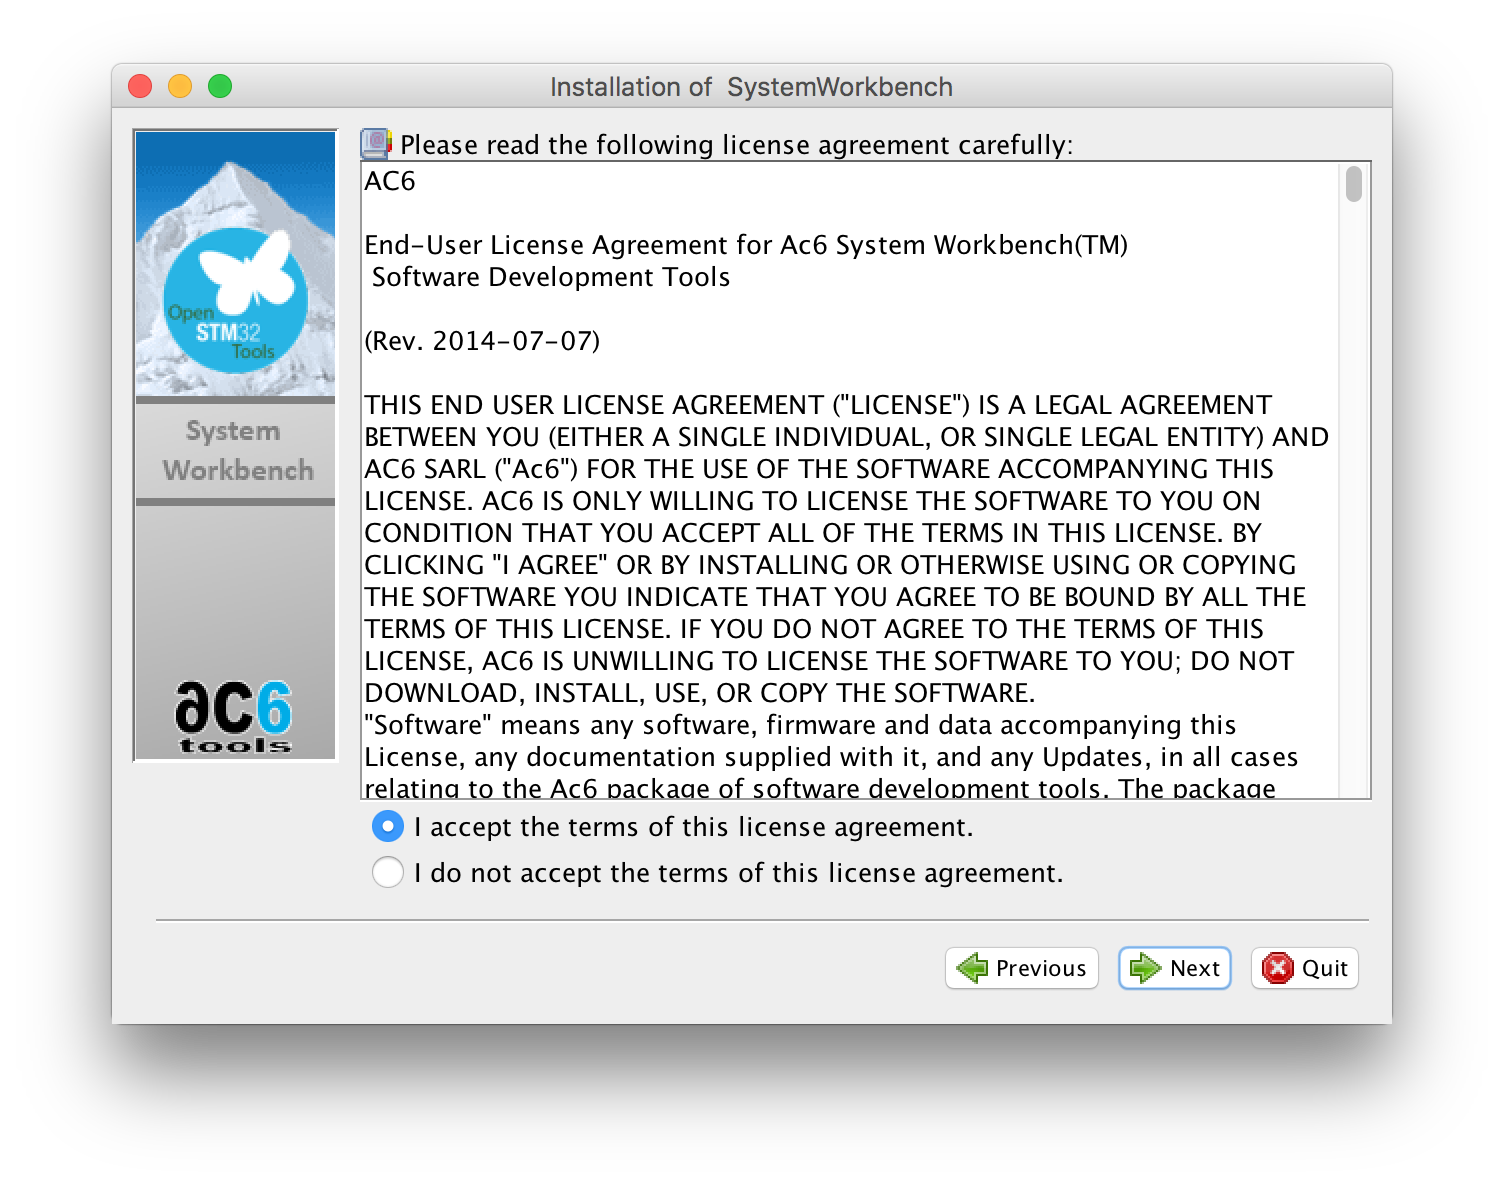 Installation of  SystemWorkbench
Open
STM32
Tools
System
Workbench
ac6
tools
Please read the following license agreement carefully:
AC6
End-User License Agreement for Ac6 System Workbench(TM)
Software Development Tools
(Rev. 2014-07-07)
THIS END USER LICENSE AGREEMENT ("LICENSE") IS A LEGAL AGREEMENT
BETWEEN YOU (EITHER A SINGLE INDIVIDUAL, OR SINGLE LEGAL ENTITY) AND
AC6 SARL ("Ac6") FOR THE USE OF THE SOFTWARE ACCOMPANYING THIS
LICENSE. AC6 IS ONLY WILLING TO LICENSE THE SOFTWARE TO YOU ON
CONDITION THAT YOU ACCEPT ALL OF THE TERMS IN THIS LICENSE. BY
CLICKING "I AGREE" OR BY INSTALLING OR OTHERWISE USING OR COPYING
THE SOFTWARE YOU INDICATE THAT YOU AGREE TO BE BOUND BY ALL THE
TERMS OF THIS LICENSE. IF YOU DO NOT AGREE TO THE TERMS OF THIS
LICENSE, AC6 IS UNWILLING TO LICENSE THE SOFTWARE TO YOU; DO NOT
DOWNLOAD, INSTALL, USE, OR COPY THE SOFTWARE.
"Software" means any software, firmware and data accompanying this
License, any documentation supplied with it, and any Updates, in all cases
relating to the Ac6 package of software development tools. The package
I accept the terms of this license agreement.
I do not accept the terms of this license agreement.
Previous
Next
Quit